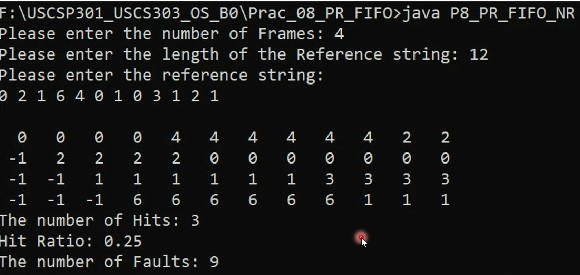 F:\USCSP301_USCS303_OS_B0\Prac_08_PR_FIFO>java P8_PR_FIFO_NR
Please enter the number of Frames: 4
Please enter the length of the Reference string: 12
Please enter the reference string:
0 2 1 6 4 0 1 0 3 1 2 1
0 0 0 0 4 4 4 4 4 4 2 2
-1 2 2 2 2 0 0 0 0 0 0 0
-1 -1 1 1 1 1 1 1 3 3 3 3
-1 -1 -1 6 6 6 6 6 6 1 1 1
The number of Hits: 3
Hit Ratio: 0.25
The number of Faults: 9